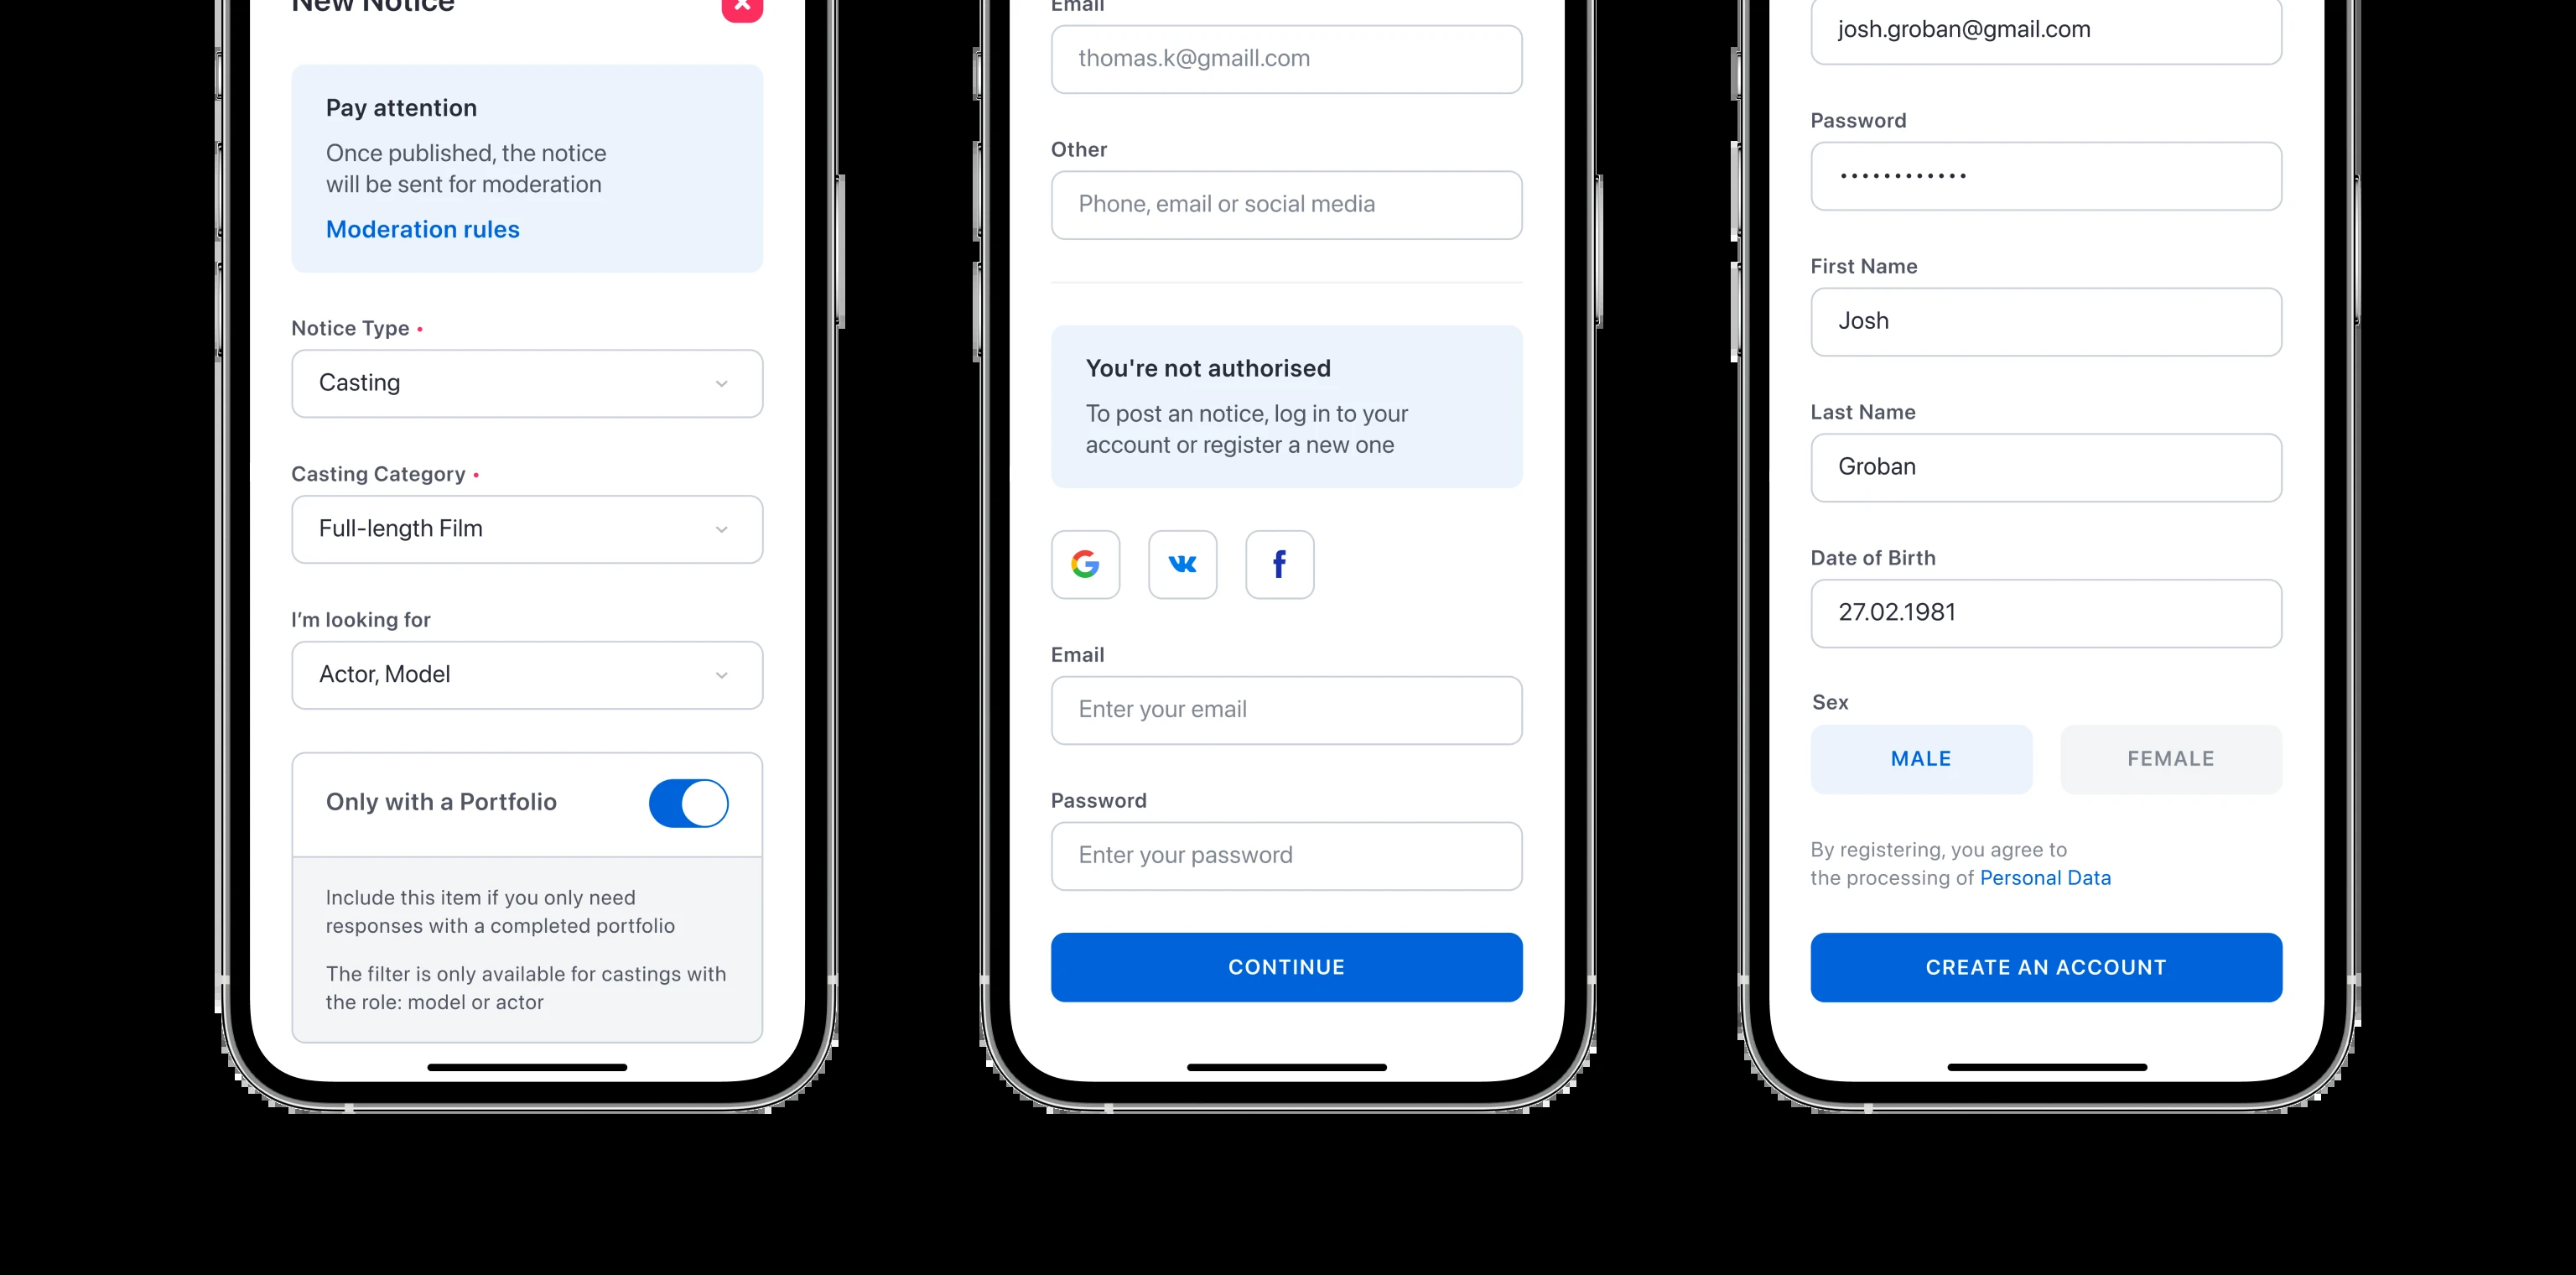 New Notice
Pay attention
Once published, the notice
will be sent for moderation
Moderation rules
Notice Type •
Casting
Casting Category •
Full-length Film
I'm looking for
Actor, Model
Only with a Portfolio
Include this item if you only need
responses with a completed portfolio
The filter is only available for castings with
the role: model or actor
Email
thomas.k@gmaill.com
Other
Phone, email or social media
You're not authorised
To post an notice, log in to your
account or register a new one
Email
Enter your email
Password
Enter your password
CONTINUE
josh.groban@gmail.com
Password
••••••••••••
First Name
Josh
Last Name
Groban
Date of Birth
27.02.1981
Sex
MALE
FEMALE
By registering, you agree to
the processing of Personal Data
CREATE AN ACCOUNT